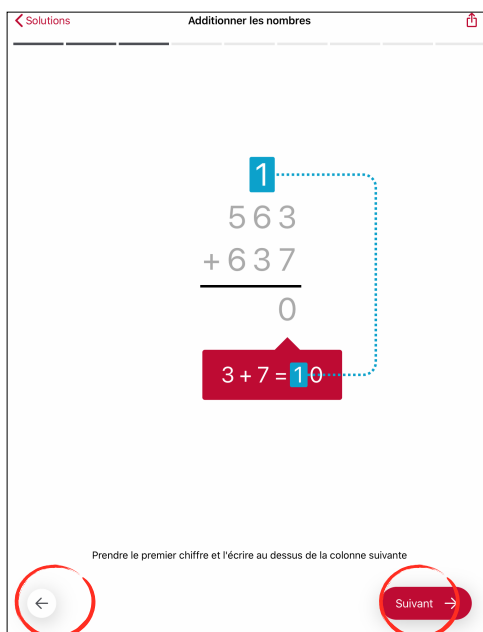 Solutions Additionner les nombres
1
563
+637
0
3+7=10
Prendre le premier chiffre et l'écrire au dessus de la colonne suivante
Suivant